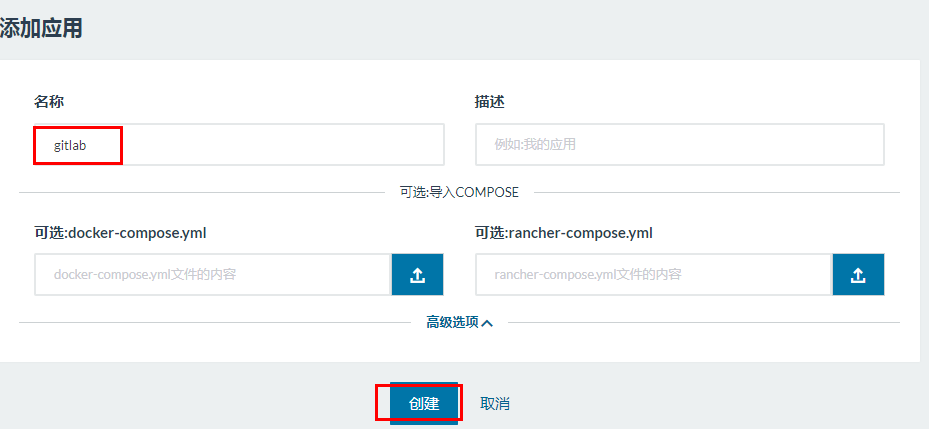 添加应用
名称
描述
gitlab
例如:我的应用
可选:导入COMPOSE
可选:docker-compose.yml
可选:rancher-compose.yml
docker-compose.yml文件的内容
rancher-compose.yml文件的内容
高级选项
创建
取消